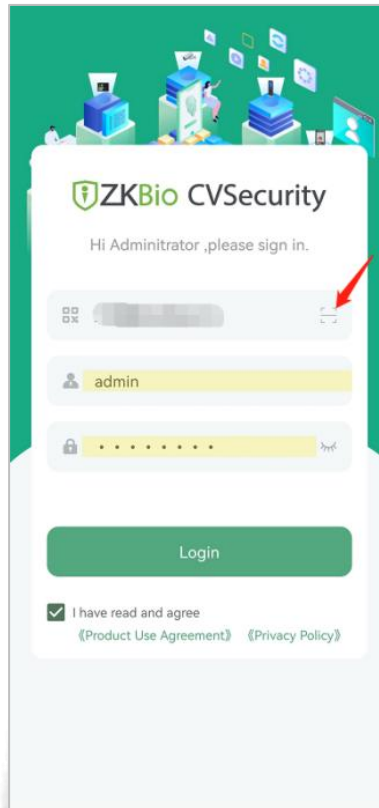 ZKBio CVSecurity
Hi Adminitrator ,please sign in.
admin
Login
I have read and agree
《Product Use Agreement》 《Privacy Policy》